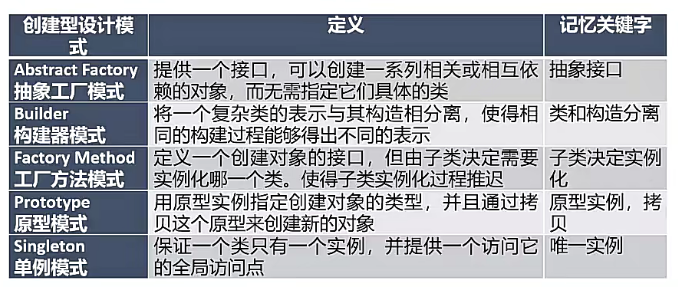 创建型设计模
式
定义
记忆关键字
Abstract Factory
抽象工厂模式
提供一个接口，可以创建一系列相关或相互依
赖的对象，而无需指定它们具体的类
抽象接口
Builder
构建器模式
将一个复杂类的表示与其构造相分离，使得相
同的构建过程能够得出不同的表示
类和构造分离
Factory Method
工厂方法模式
定义一个创建对象的接口，但由子类决定需要
实例化哪一个类。使得子类实例化过程推迟
子类决定实例
化
Prototype
原型模式
用原型实例指定创建对象的类型，并且通过拷
贝这个原型来创建新的对象
原型实例，拷
贝
Singleton
单例模式
保证一个类只有一个实例，并提供一个访问它
的全局访问点
唯一实例